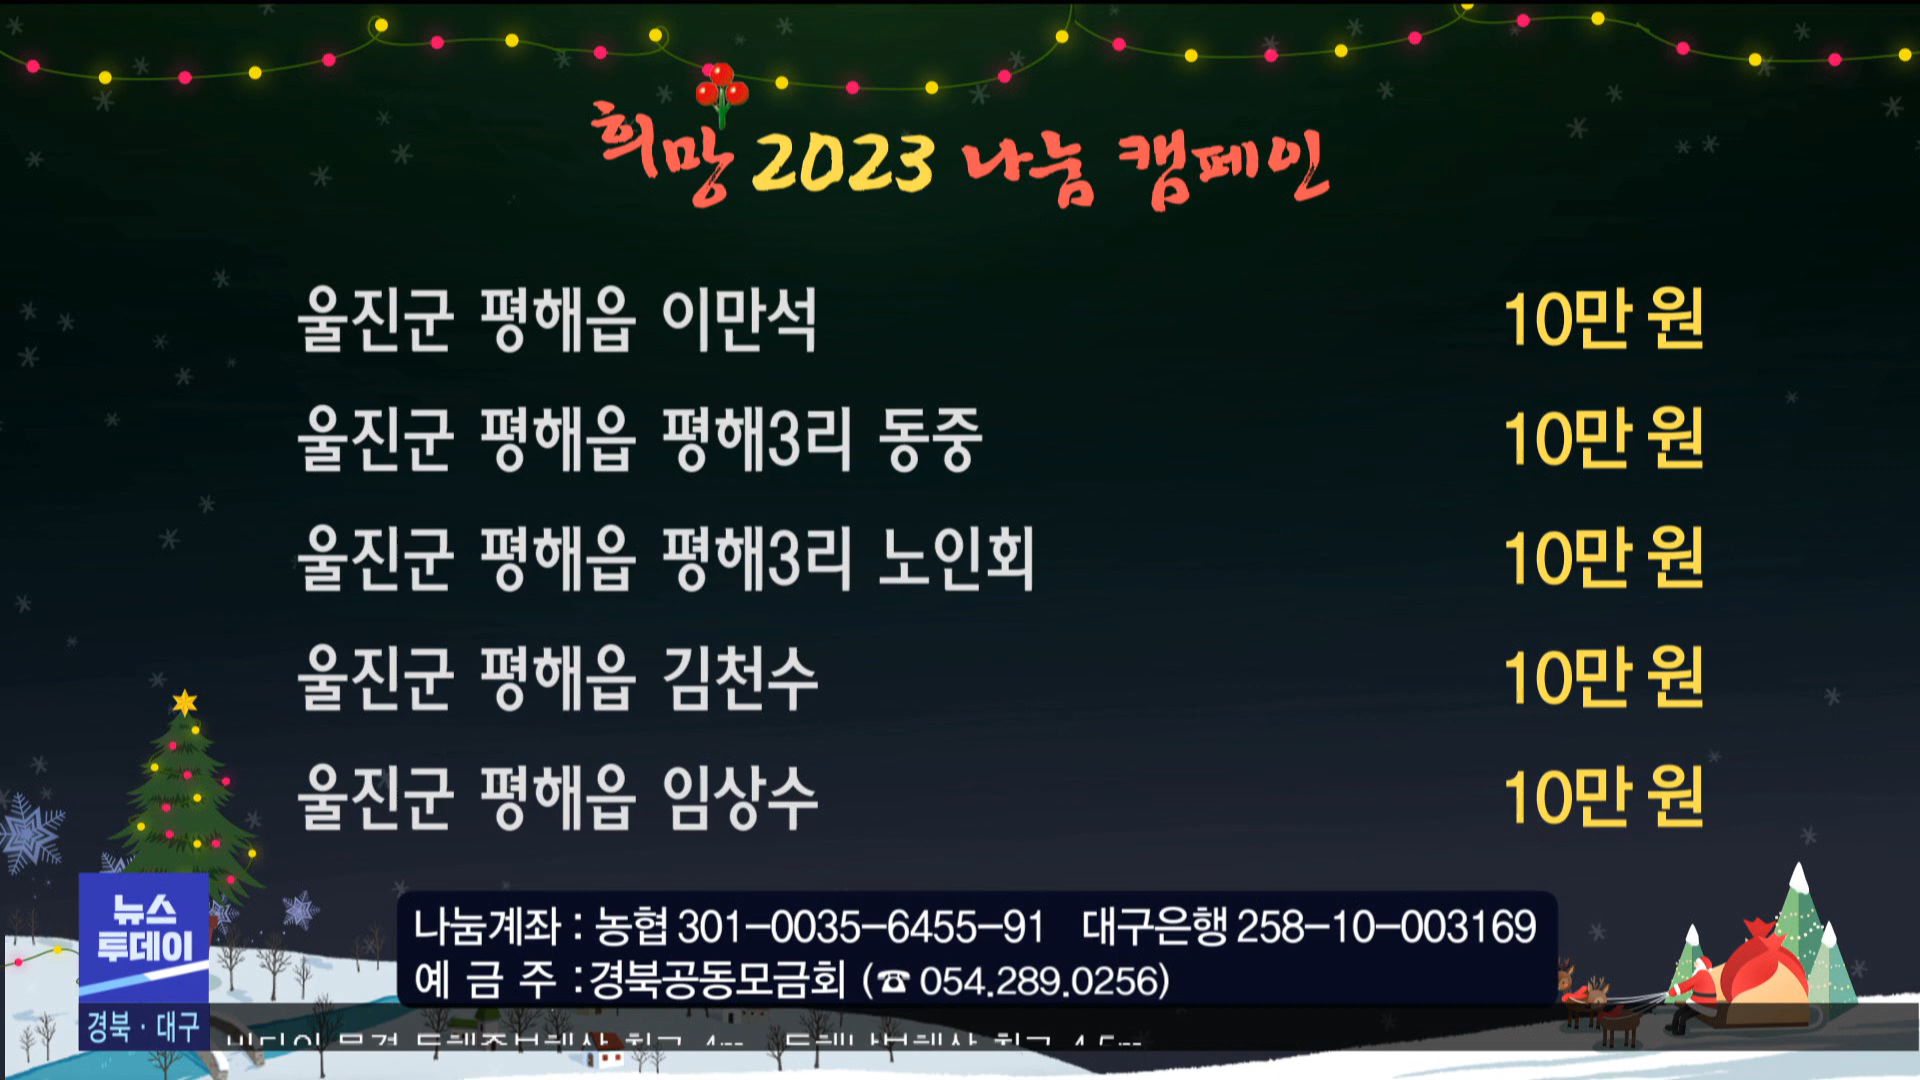 희망 2023 나눔 캠페인
울진군 평해읍 이만석 10만 원
울진군 평해읍 평해3리 동중 10만 원
울진군 평해읍 평해3리 노인회 10만 원
울진군 평해읍 김천수 10만 원
울진군 평해읍 임상수 10만 원
나눔계좌 : 농협 301-0035-6455-91 대구은행 258-10-003169
예 금 주 : 경북공동모금회 (☎ 054.289.0256)
뉴스
투데이
경북 · 대구